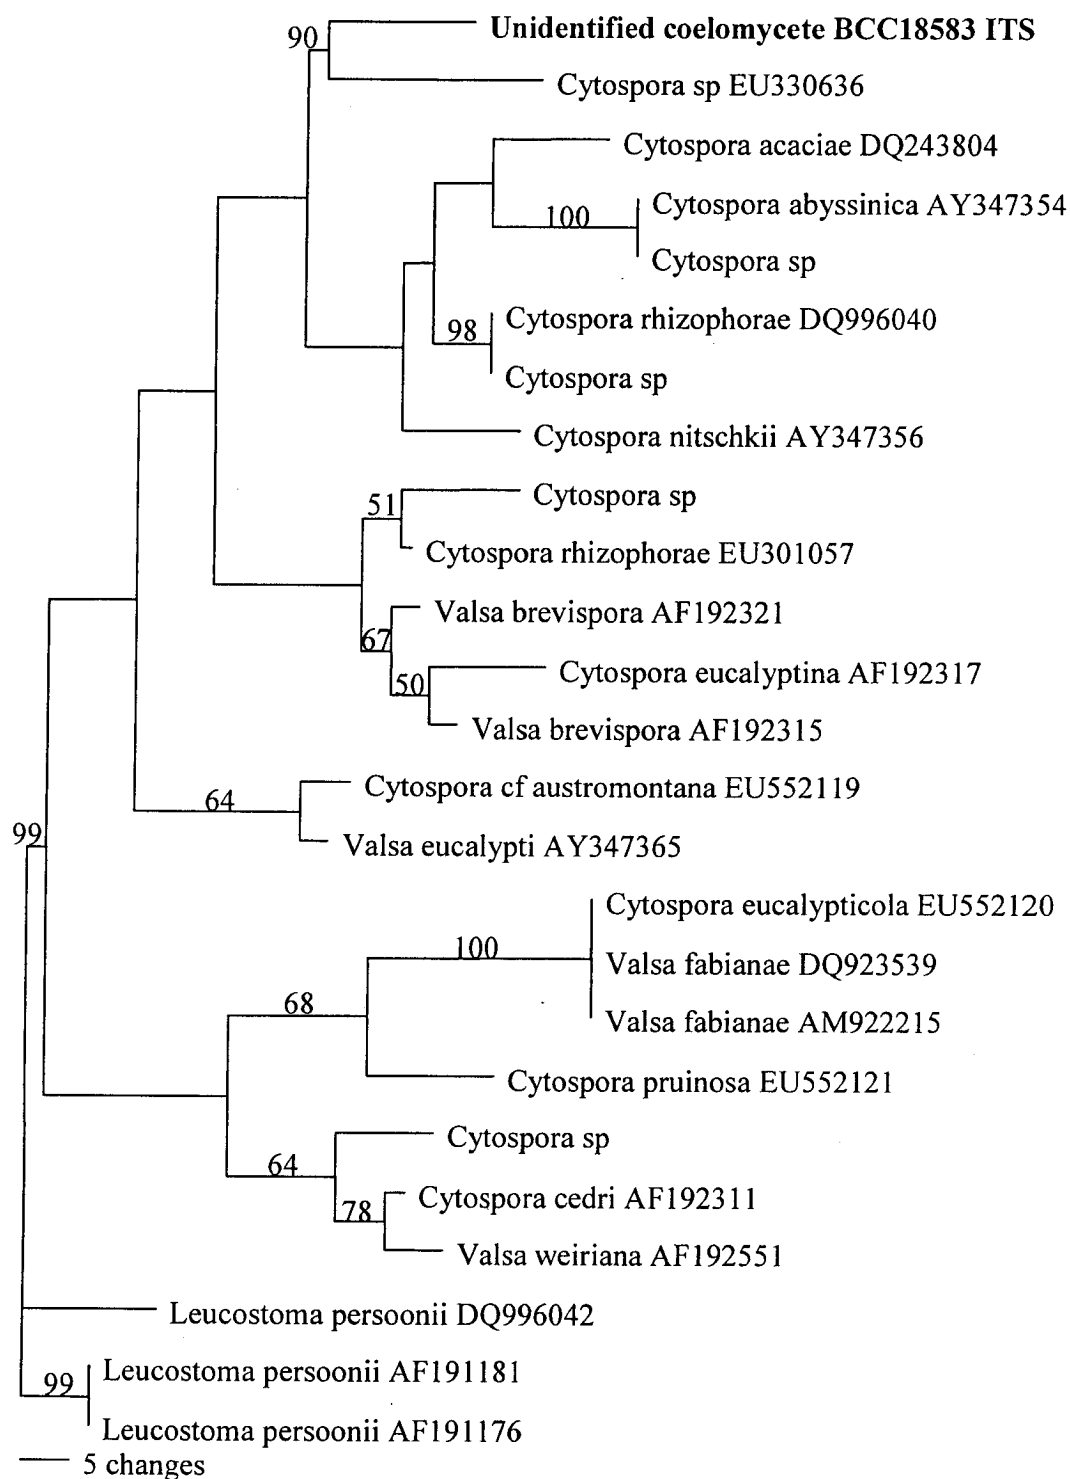 90
Unidentified coelomycete BCC18583 ITS
Cytospora sp EU330636
Cytospora acaciae DQ243804
100
Cytospora abyssinica AY347354
Cytospora sp
98
Cytospora rhizophorae DQ996040
Cytospora sp
Cytospora nitschkii AY347356
51
Cytospora sp
Cytospora rhizophorae EU301057
Valsa brevispora AF192321
67
Cytospora eucalyptina AF192317
50
Valsa brevispora AF192315
Cytospora cf austromontana EU552119
64
Valsa eucalypti AY347365
99
Cytospora eucalypticola EU552120
100
Valsa fabianae DQ923539
68
Valsa fabianae AM922215
Cytospora pruinosa EU552121
Cytospora sp
64
Cytospora cedri AF192311
78
Valsa weiriana AF192551
Leucostoma persoonii DQ996042
Leucostoma persoonii AF191181
99
Leucostoma persoonii AF191176
5 changes